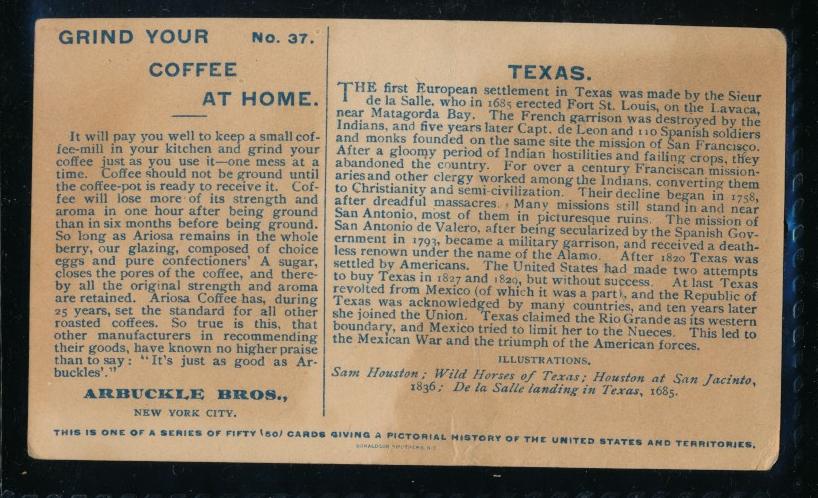 GRIND YOUR No. 37.
COFFEE
AT HOME.
It will pay you well to keep a small cof-
fee-mill in your kitchen and grind your
coffee just as you use it—one mess at a
time. Coffee should not be ground until
the coffee-pot is ready to receive it. Cof-
fee will lose more of its strength and
aroma in one hour after being ground
than in six months before being ground.
So long as Ariosa remains in the whole
berry, our glazing, composed of choice
eggs and pure confectioners' A sugar,
closes the pores of the coffee, and there-
by all the original strength and aroma
are retained. Ariosa Coffee has, during
25 years, set the standard for all other
roasted coffees. So true is this, that
other manufacturers in recommending
their goods, have known no higher praise
than to say: "It's just as good as Ar-
buckles'."
ARBUCKLE BROS.,
NEW YORK CITY.
TEXAS.
THE first European settlement in Texas was made by the Sieur
de la Salle, who in 1685 erected Fort St. Louis, on the Lavaca,
near Matagorda Bay. The French garrison was destroyed by the
Indians, and five years later Capt. de Leon and 110 Spanish soldiers
and monks founded on the same site the mission of San Francisco.
After a gloomy period of Indian hostilities and failing crops, they
abandoned the country. For over a century Franciscan mission-
aries and other clergy worked among the Indians, converting them
to Christianity and semi-civilization. Their decline began in 1758,
after dreadful massacres. Many missions still stand in and near
San Antonio, most of them in picturesque ruins. The mission of
San Antonio de Valero, after being secularized by the Spanish Gov-
ernment in 1793, became a military garrison, and received a death-
less renown under the name of the Alamo. After 1820 Texas was
settled by Americans. The United States had made two attempts
to buy Texas in 1827 and 1829, but without success. At last Texas
revolted from Mexico (of which it was a part), and the Republic of
Texas was acknowledged by many countries, and ten years later
she joined the Union. Texas claimed the Rio Grande as its western
boundary, and Mexico tried to limit her to the Nueces. This led to
the Mexican War and the triumph of the American forces.
ILLUSTRATIONS.
Sam Houston; Wild Horses of Texas; Houston at San Jacinto,
1836; De la Salle landing in Texas, 1685.
THIS IS ONE OF A SERIES OF FIFTY (50) CARDS GIVING A PICTORIAL HISTORY OF THE UNITED STATES AND TERRITORIES.
DONALDSON BROTHERS, N.Y.